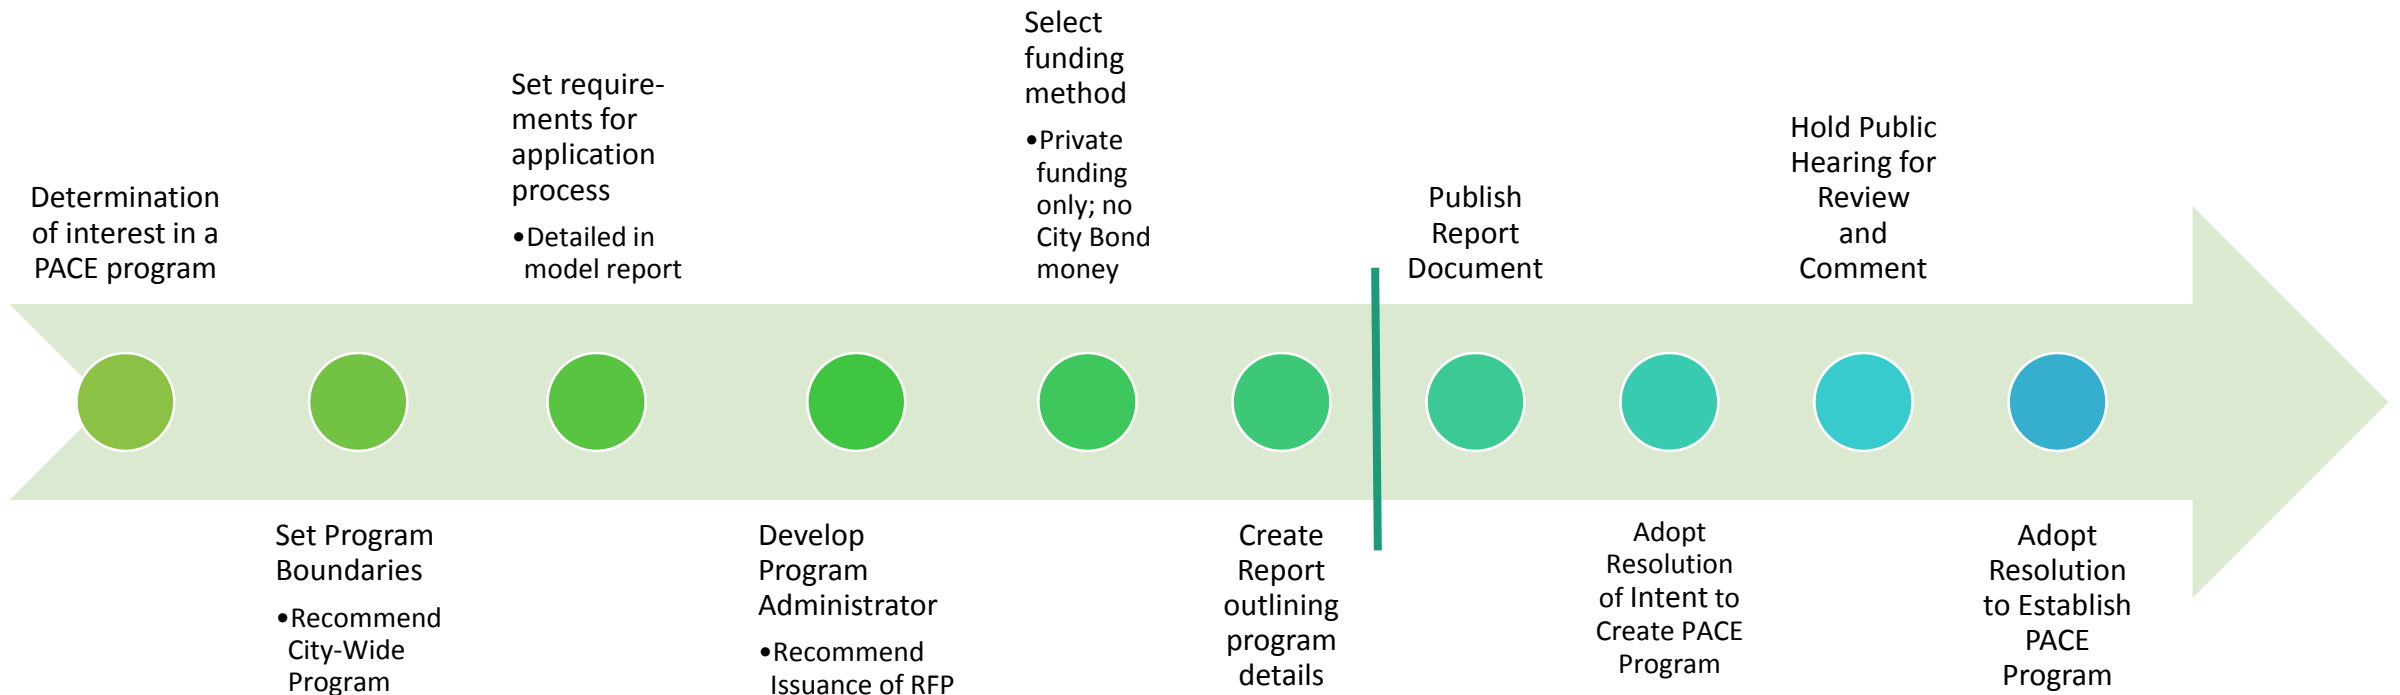 Determination
of interest in a
PACE program
Set Program
Boundaries
•Recommend
City-Wide
Program
Set require-
ments for
application
process
•Detailed in
model report
Develop
Program
Administrator
•Recommend
Issuance of RFP
Select
funding
method
•Private
funding
only; no
City Bond
money
Create
Report
outlining
program
details
Publish
Report
Document
Adopt
Resolution
of Intent to
Create PACE
Program
Hold Public
Hearing for
Review
and
Comment
Adopt
Resolution
to Establish
PACE
Program